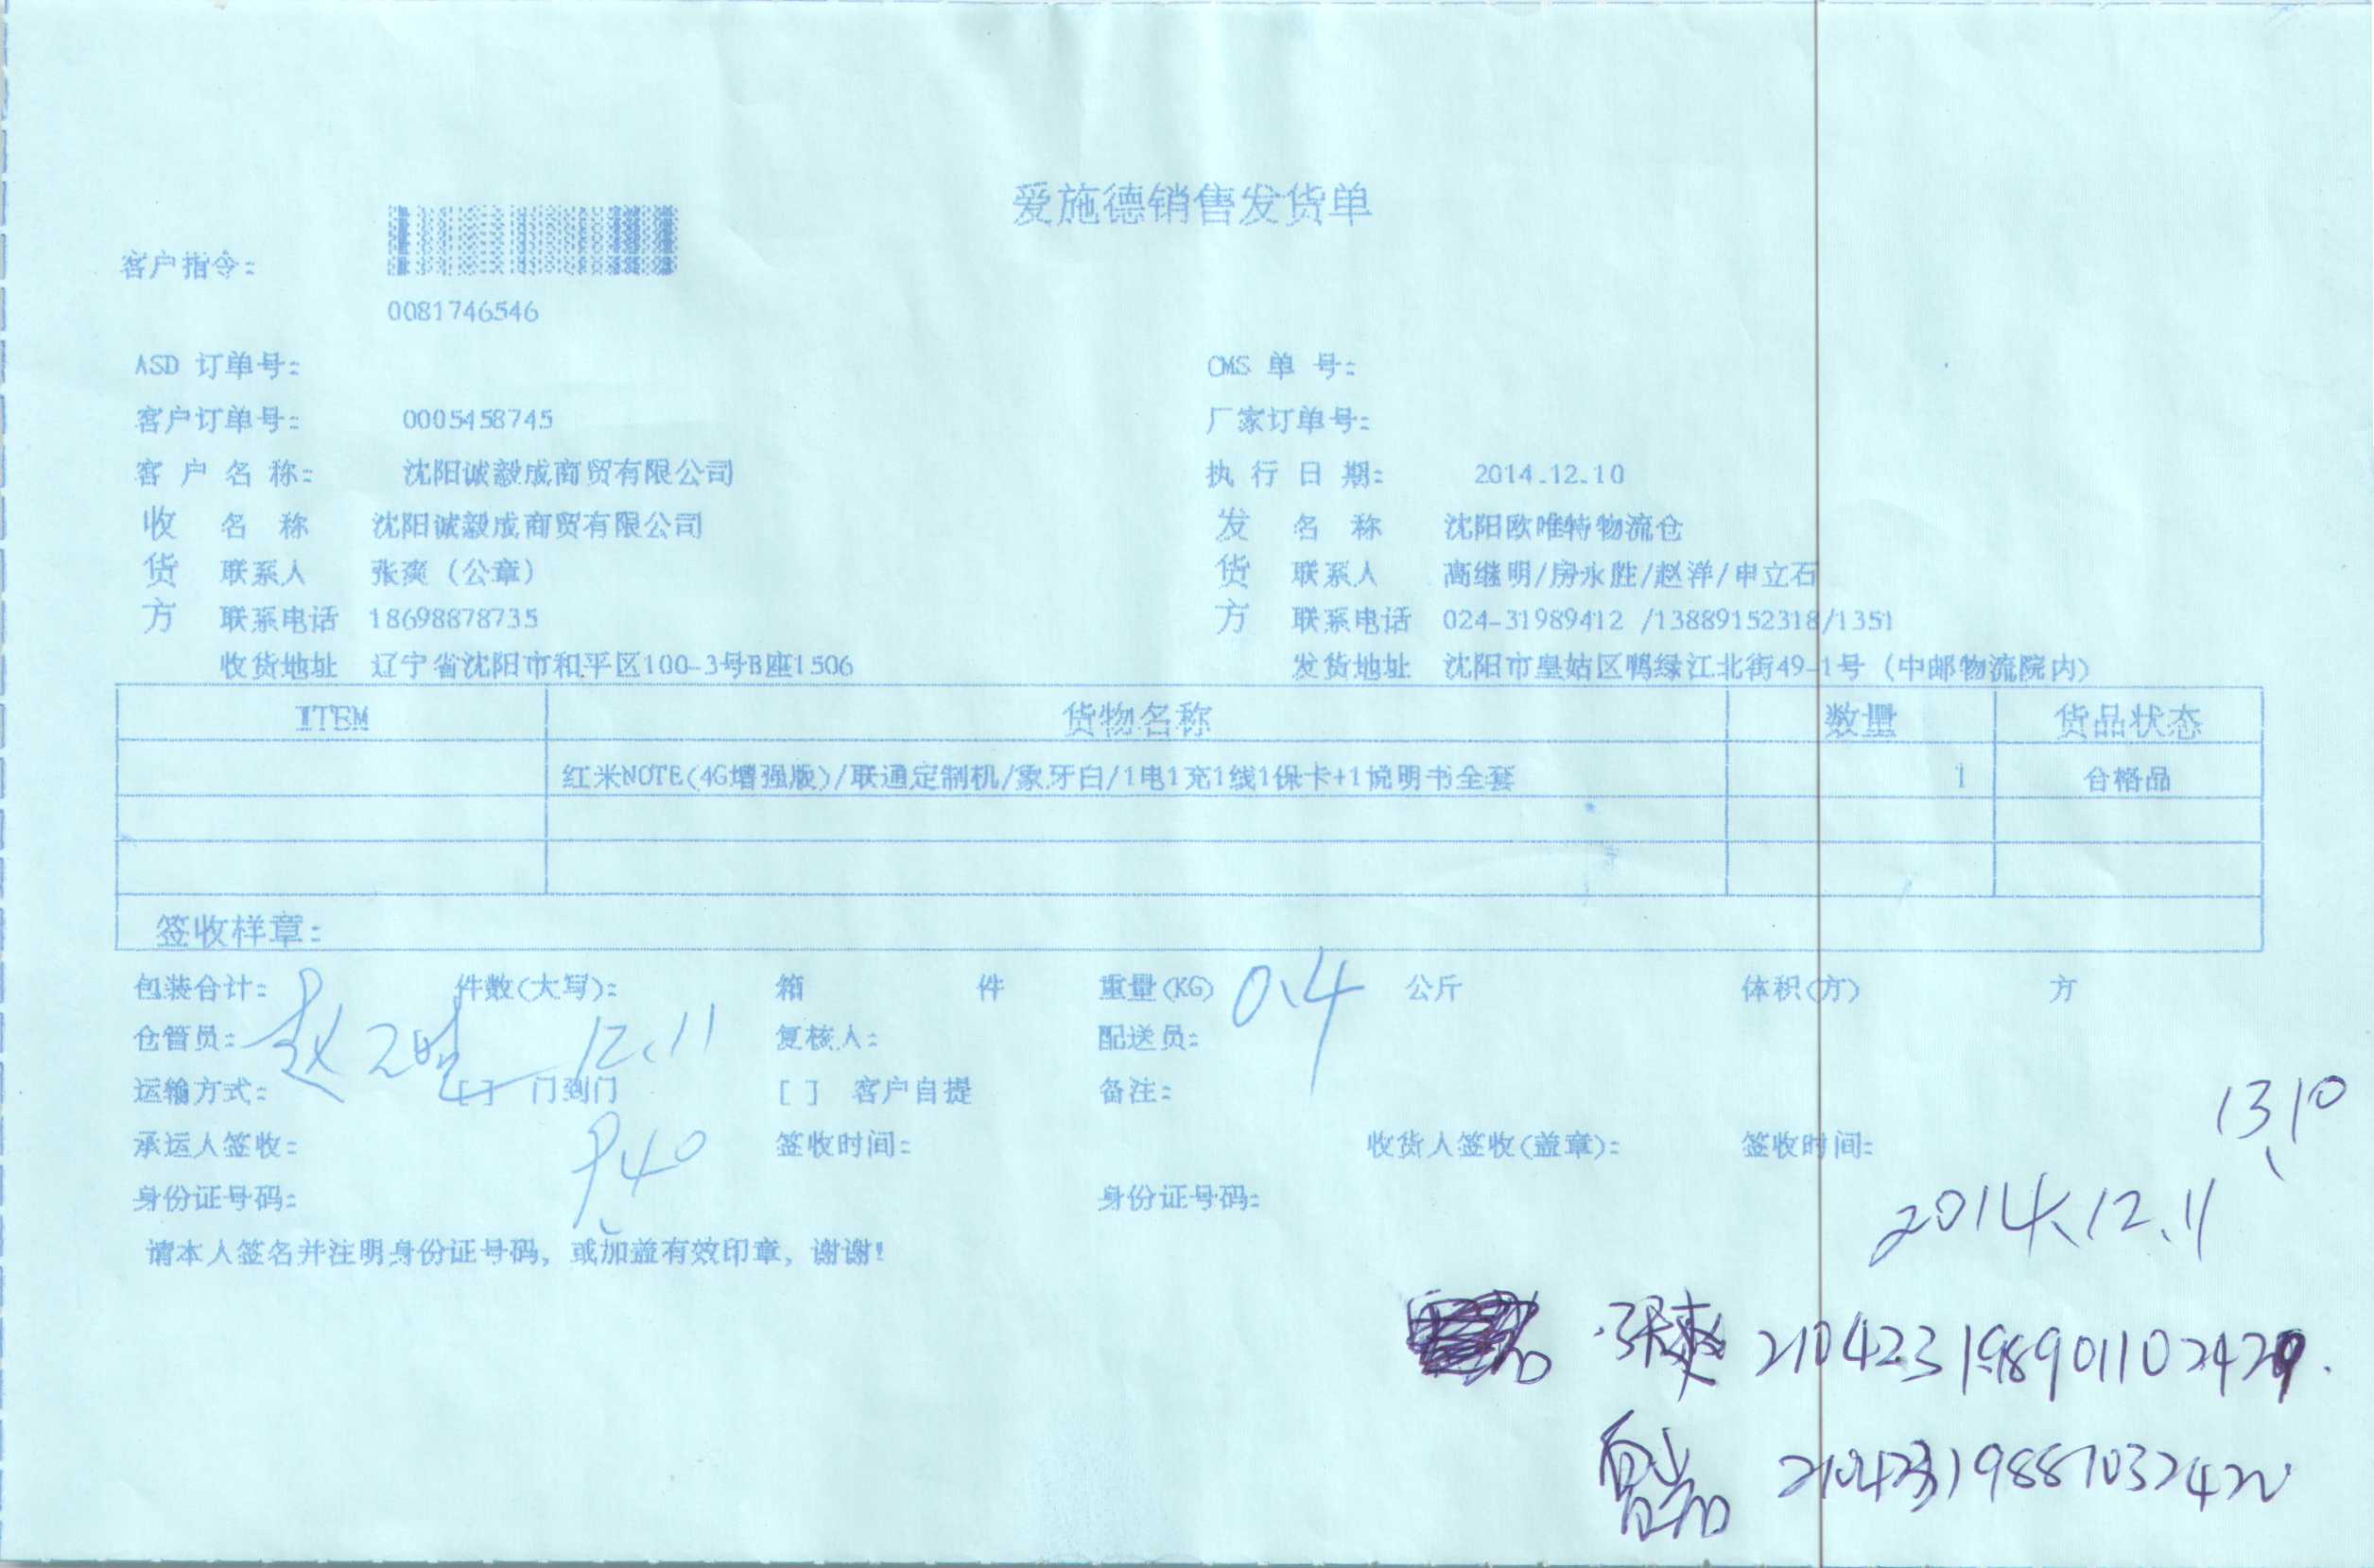 爱施德销售发货单
客户指令:
0081746546
ASD 订单号: CMS 单 号:
客户订单号: 0005458745 厂家订单号:
客 户 名 称: 沈阳诚毅成商贸有限公司 执 行 日 期: 2014.12.10
收 名 称 沈阳诚毅成商贸有限公司 发 名 称 沈阳欧唯特物流仓
货 联系人 张爽 (公章) 货 联系人 高继明/房永胜/赵洋/申立石
方 联系电话 18698878735 方 联系电话 024-31989412 /13889152318/1351
收货地址 辽宁省沈阳市和平区100-3号B座1506 发货地址 沈阳市皇姑区鸭绿江北街49-1号 (中邮物流院内)
ITEM 货物名称 数量 货品状态
红米NOTE(4G增强版)/联通定制机/象牙白/1电1充1线1保卡+1说明书全套 1 合格品
签收样章:
包装合计: 件数(大写): 箱 件 重量(KG) 0.4 公斤 体积(方) 方
仓管员: 12.11 复核人: 配送员:
运输方式: [ ] 门到门 [ ] 客户自提 备注:
1310
承运人签收: 940 签收时间: 收货人签收(盖章): 签收时间:
2014.12.11
身份证号码: 身份证号码:
请本人签名并注明身份证号码, 或加盖有效印章, 谢谢!
张爽